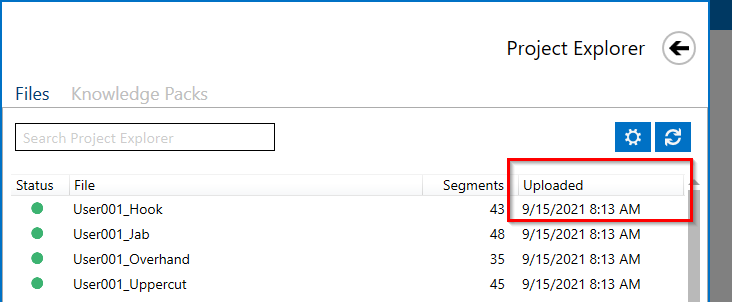 Project Explorer
Files Knowledge Packs
Search Project Explorer
Status File Segments Uploaded
User001_Hook 43 9/15/2021 8:13 AM
User001_Jab 48 9/15/2021 8:13 AM
User001_Overhand 35 9/15/2021 8:13 AM
User001_Uppercut 45 9/15/2021 8:13 AM